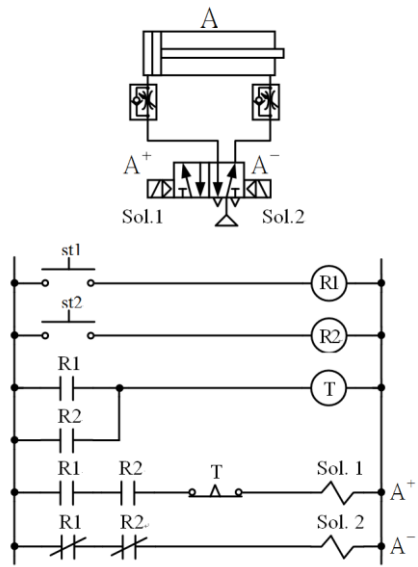 A
A⁺ A⁻
Sol.1 Sol.2
st1
R1
st2
R2
R1
T
R2
R1 R2 T Sol. 1 A⁺
R1 R2 Sol. 2 A⁻